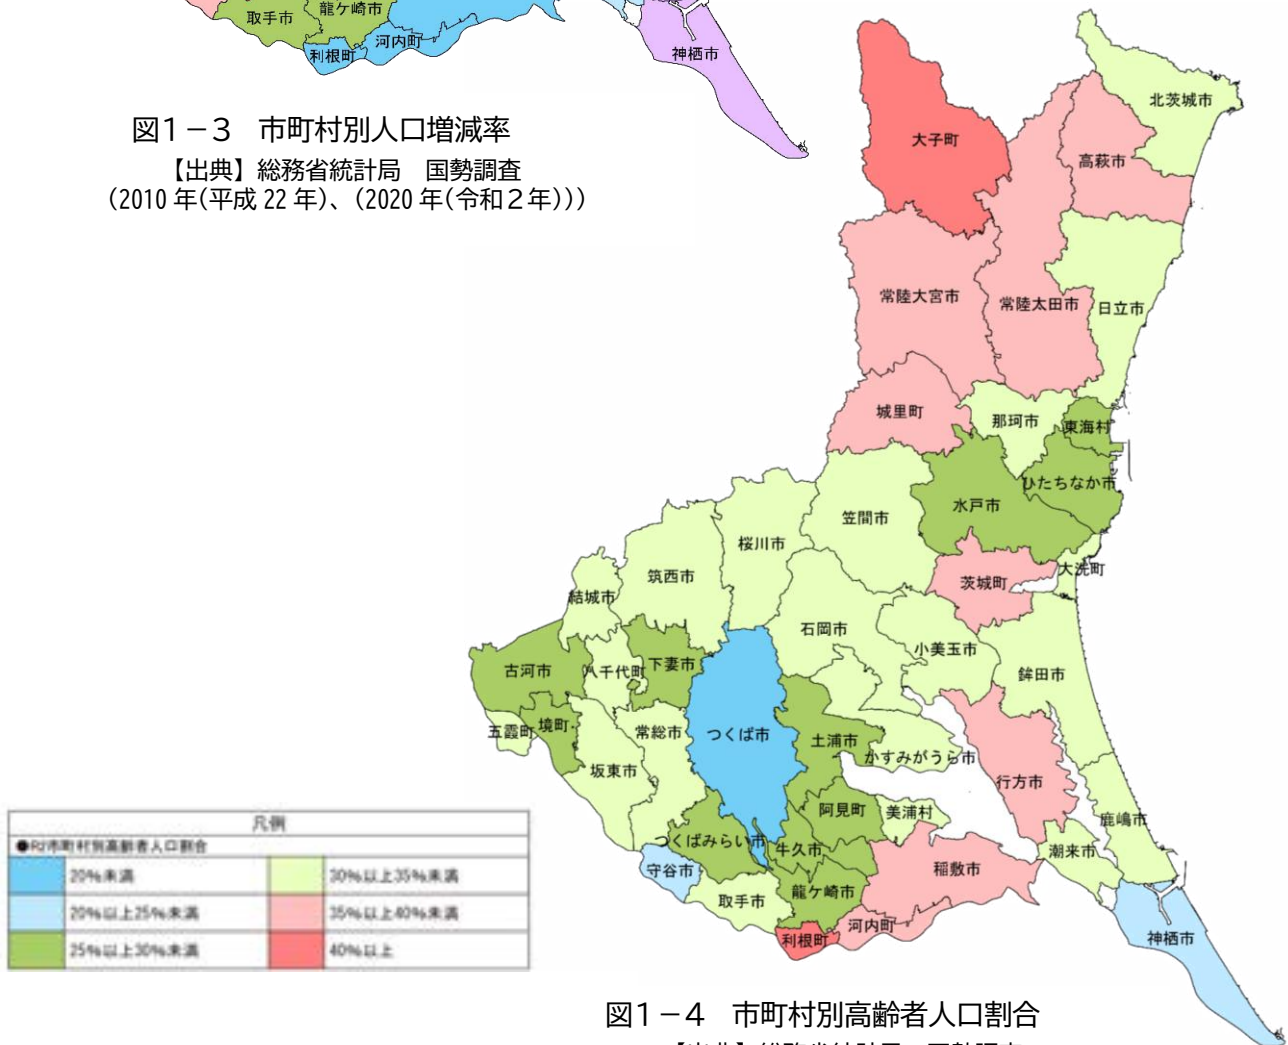 取手市
龍ケ崎市
利根町
河内町
神栖市
図1－3　市町村別人口増減率
【出典】総務省統計局　国勢調査
(2010年(平成22年)、(2020年(令和2年)))
大子町
北茨城市
高萩市
常陸大宮市
常陸太田市
日立市
城里町
那珂市
東海村
ひたちなか市
水戸市
笠間市
桜川市
筑西市
結城市
茨城町
大洗町
石岡市
小美玉市
鉾田市
古河市
八千代町
下妻市
つくば市
五霞町
境町
常総市
坂東市
土浦市
かすみがうら市
行方市
阿見町
美浦村
鹿嶋市
つくばみらい市
牛久市
潮来市
守谷市
稲敷市
取手市
龍ケ崎市
利根町
河内町
神栖市
凡例
●R2市町村別高齢者人口割合
20%未満
30%以上35%未満
20%以上25%未満
35%以上40%未満
25%以上30%未満
40%以上
図1－4　市町村別高齢者人口割合